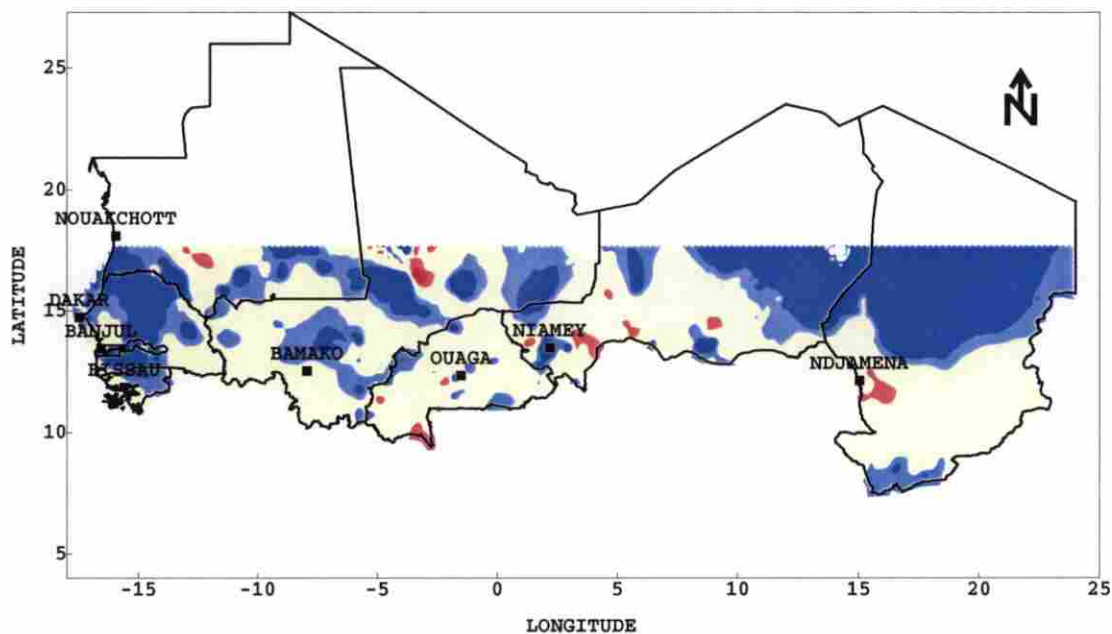 25
N
20
NOUAKCHOTT
LATITUDE
DAKAR
15
BANJUL
NIAMEY
BISSAU
BAMAKO
OUAGA
NDJAMENA
10
5
-15
-10
-5
0
5
10
15
20
25
LONGITUDE